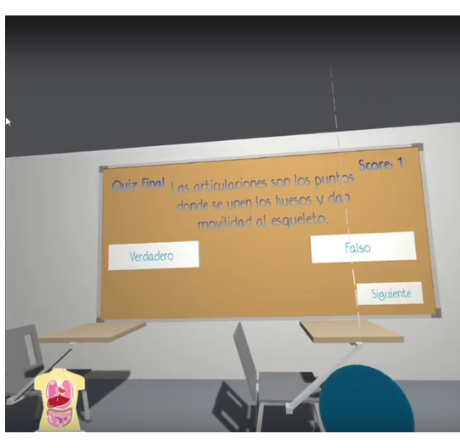 Quiz Final
Score: 1
Las articulaciones son los puntos
donde se unen los huesos y dan
movilidad al esqueleto.
Verdadero
Falso
Siguiente